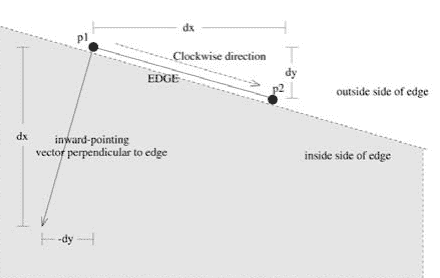 dx
p1
Clockwise direction
EDGE
p2
dy
outside side of edge
dx
inward-pointing
vector perpendicular to edge
inside side of edge
-dy